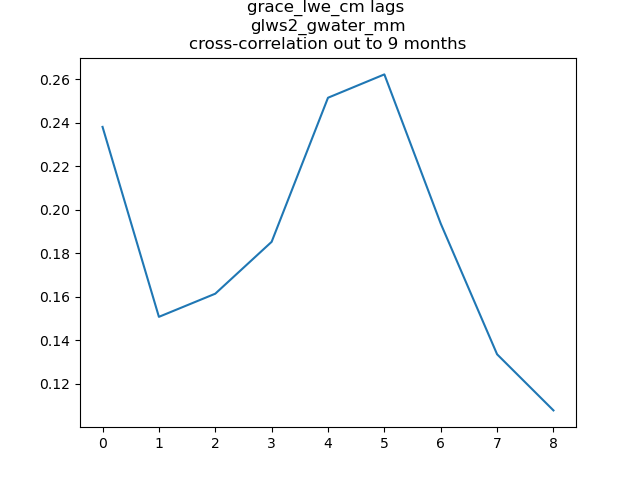 grace_lwe_cm lags
glws2_gwater_mm
cross-correlation out to 9 months
0.26
0.24
0.22
0.20
0.18
0.16
0.14
0.12
0 1 2 3 4 5 6 7 8